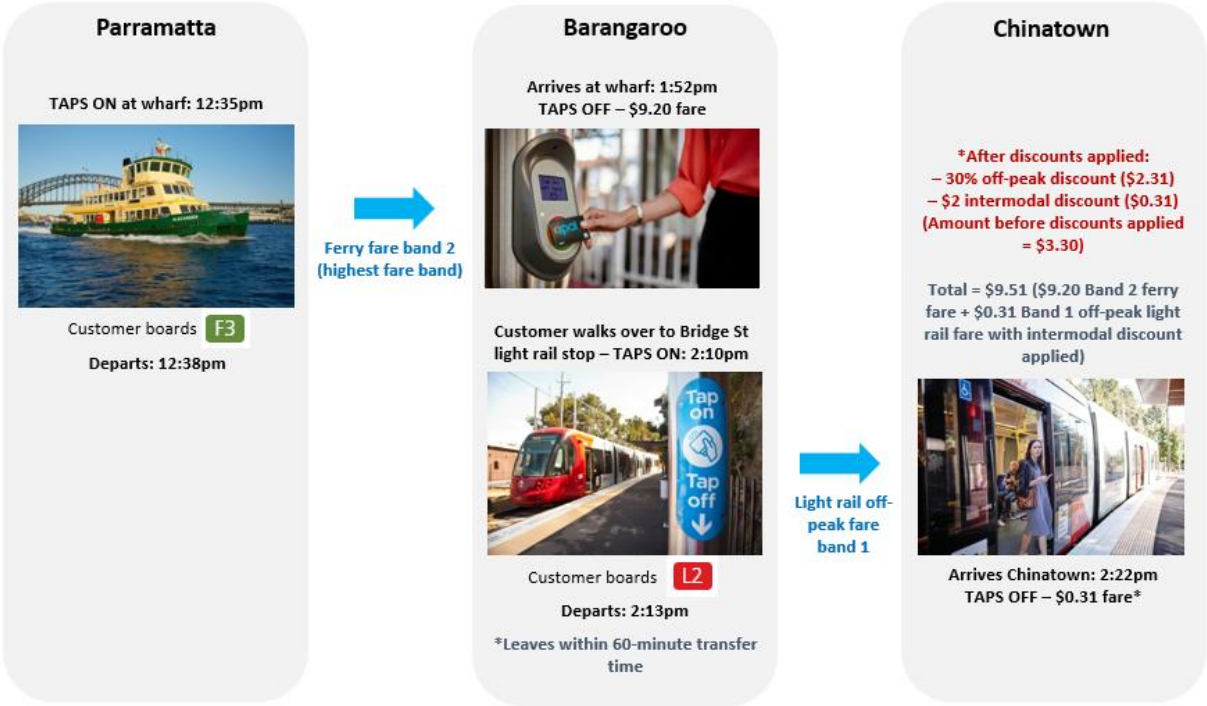 Parramatta
TAPS ON at wharf: 12:35pm
Customer boards F3
Departs: 12:38pm
Ferry fare band 2
(highest fare band)
Barangaroo
Arrives at wharf: 1:52pm
TAPS OFF – $9.20 fare
opal
Customer walks over to Bridge St
light rail stop – TAPS ON: 2:10pm
Tap
on
Tap
off
Customer boards L2
Departs: 2:13pm
*Leaves within 60-minute transfer
time
Light rail off-
peak fare
band 1
Chinatown
*After discounts applied:
– 30% off-peak discount ($2.31)
– $2 intermodal discount ($0.31)
(Amount before discounts applied
= $3.30)
Total = $9.51 ($9.20 Band 2 ferry
fare + $0.31 Band 1 off-peak light
rail fare with intermodal discount
applied)
Arrives Chinatown: 2:22pm
TAPS OFF – $0.31 fare*